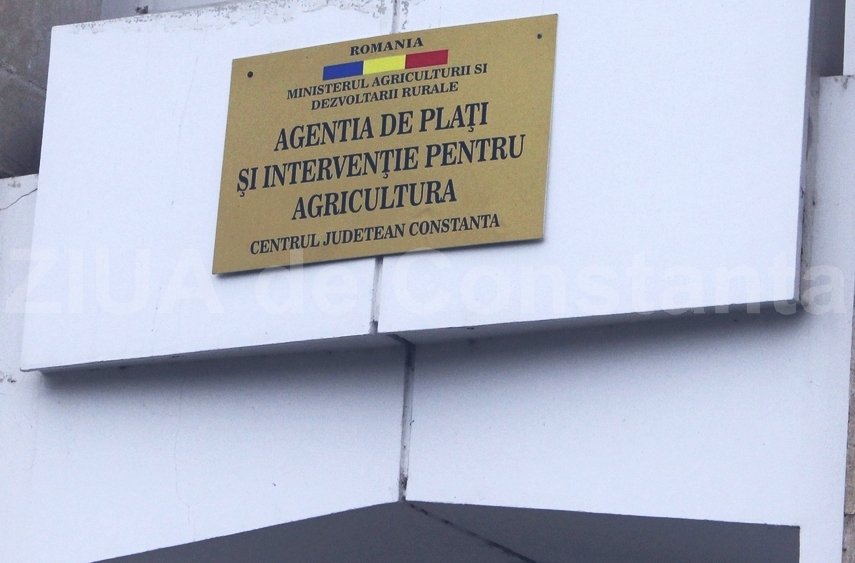 ROMANIA
MINISTERUL AGRICULTURII SI
DEZVOLTARII RURALE
AGENTIA DE PLAŢI
ŞI INTERVENŢIE PENTRU
AGRICULTURA
CENTRUL JUDETEAN CONSTANTA
ZIUA de Constanta